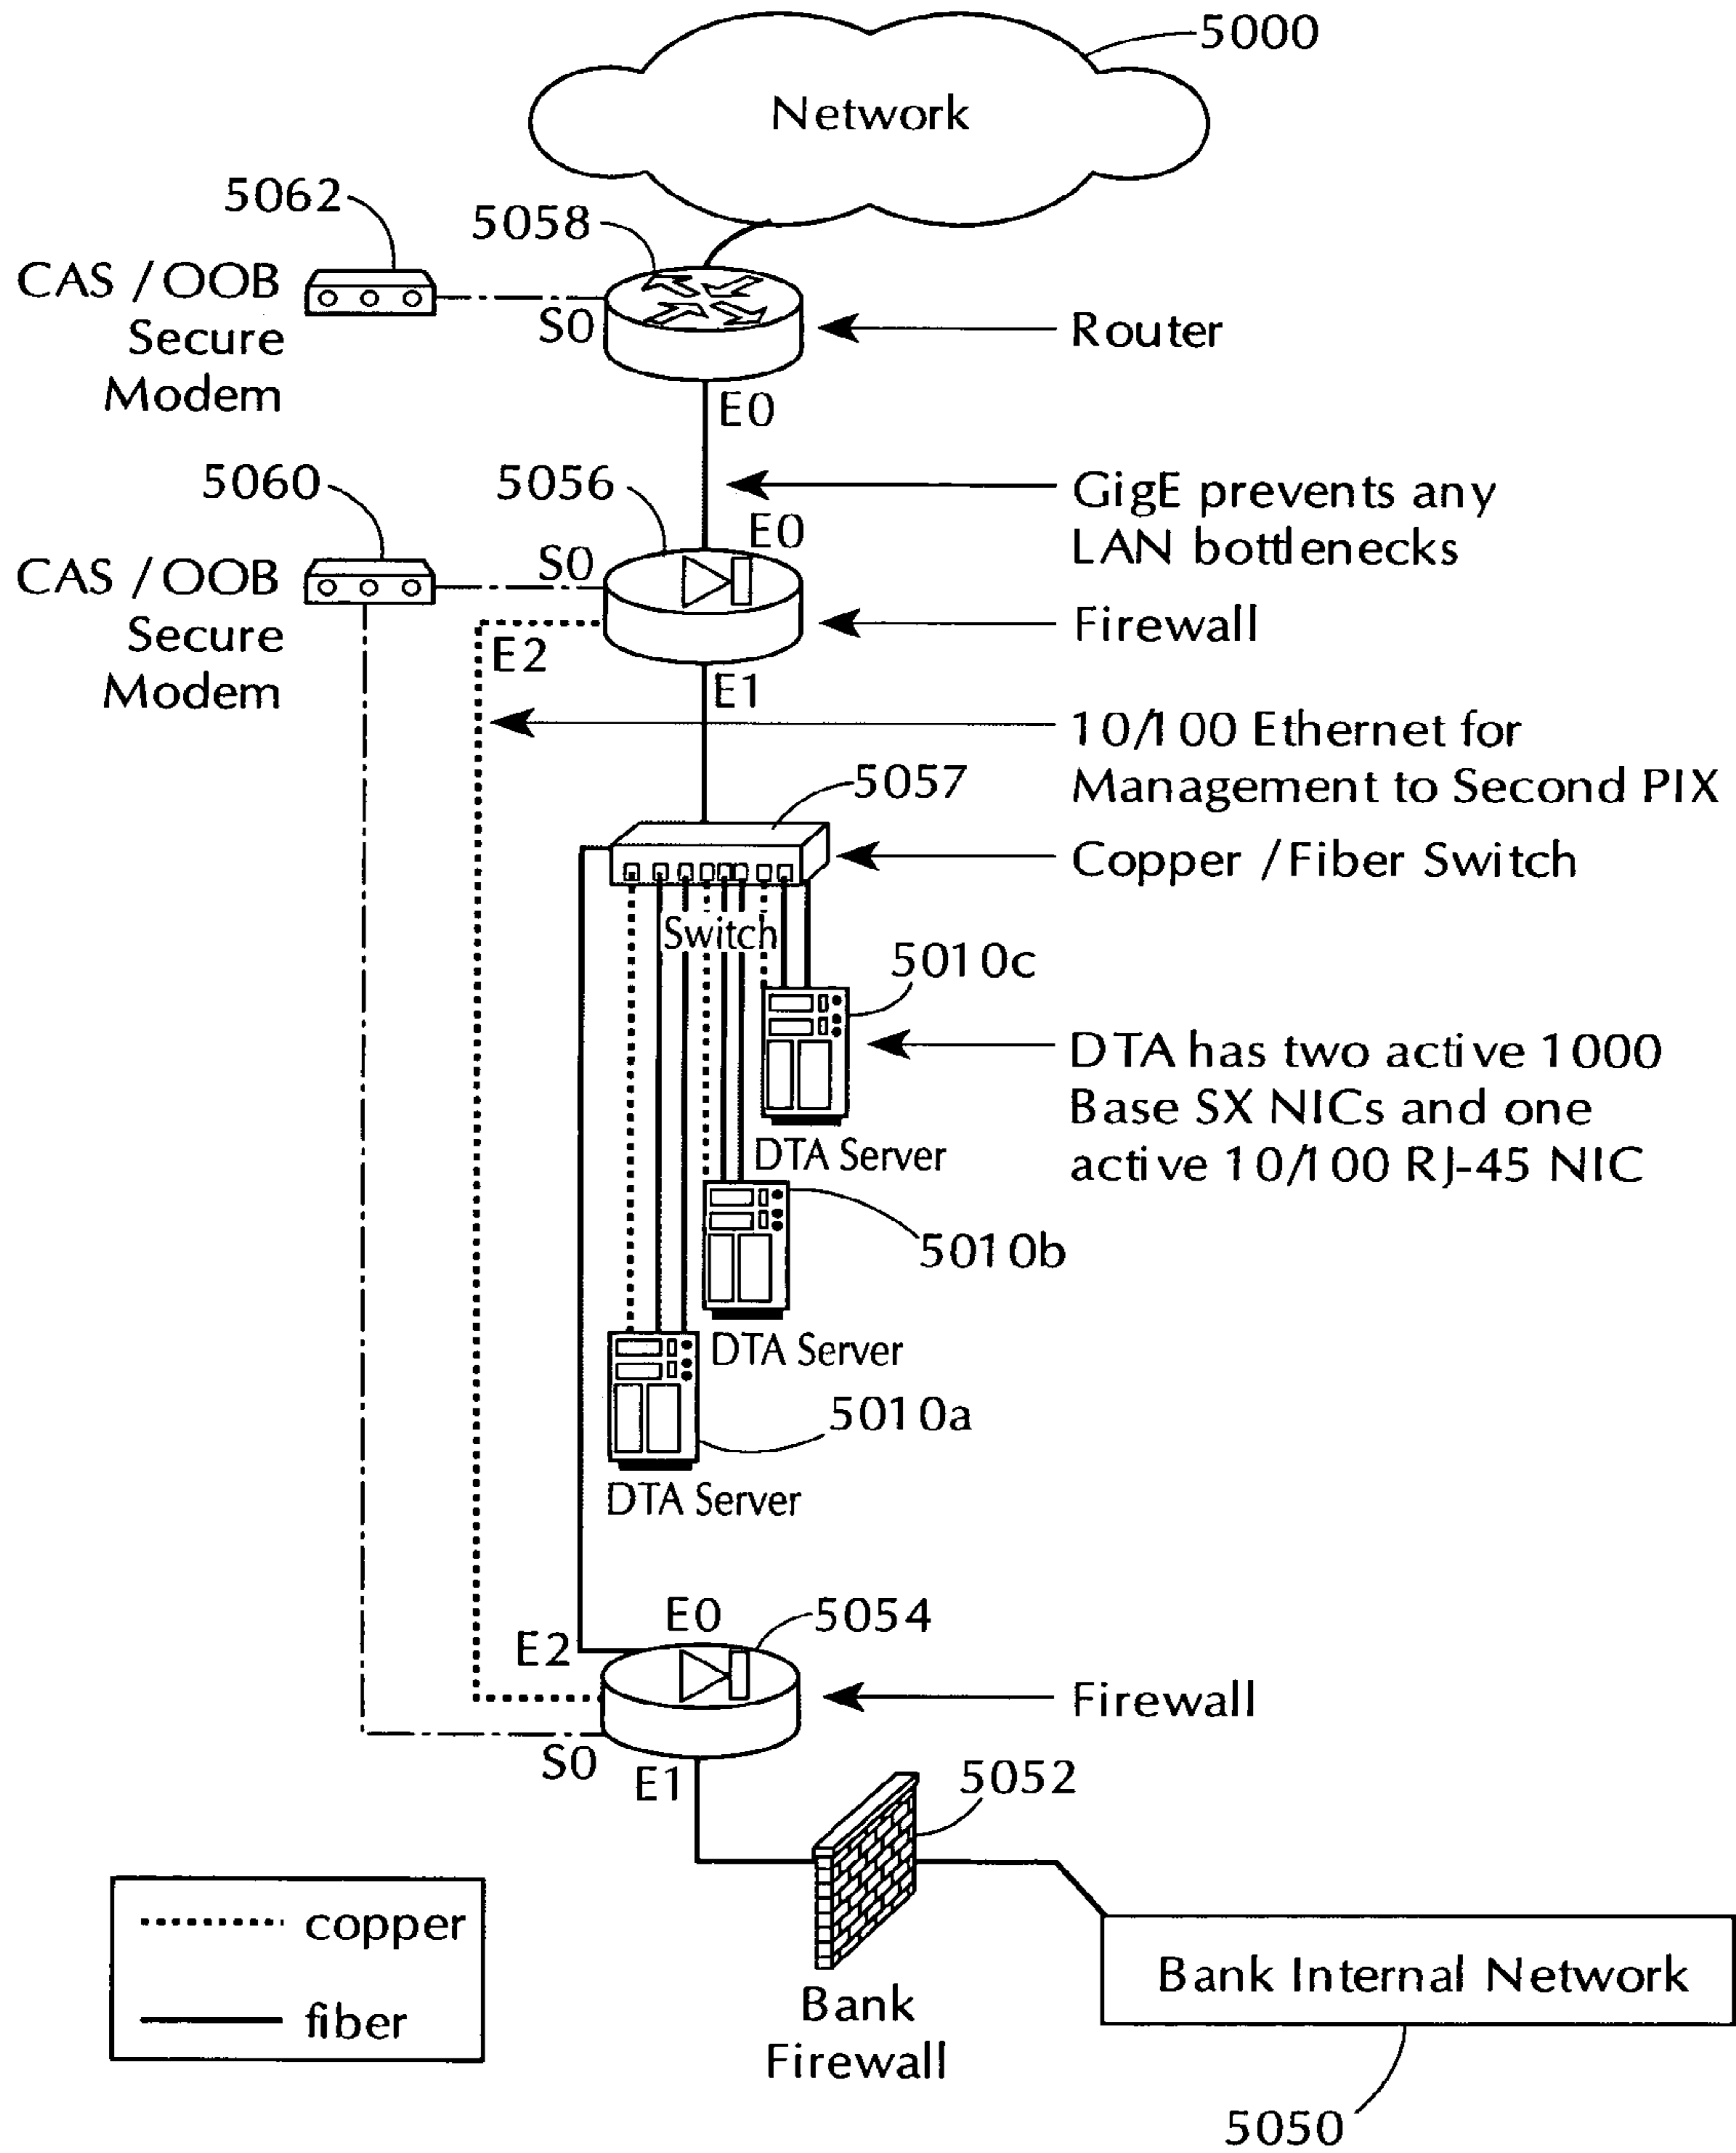 5000
Network
5062
5058
CAS / OOB
Secure
Modem
S0
Router
E0
5060
5056
GigE prevents any
LAN bottlenecks
E0
CAS / OOB
Secure
Modem
S0
Firewall
E2
E1
10/100 Ethernet for
Management to Second PIX
5057
Copper / Fiber Switch
Switch
5010c
DTA has two active 1000
Base SX NICs and one
active 10/100 RJ-45 NIC
DTA Server
5010b
DTA Server
5010a
DTA Server
E0
5054
E2
Firewall
S0
E1
5052
copper
fiber
Bank
Firewall
Bank Internal Network
5050